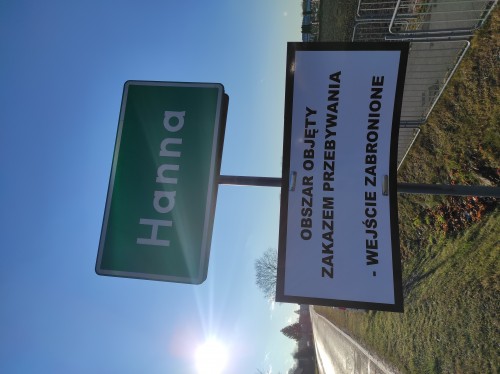 Hanna
OBSZAR OBJĘTY
ZAKAZEM PRZEBYWANIA
- WEJŚCIE ZABRONIONE